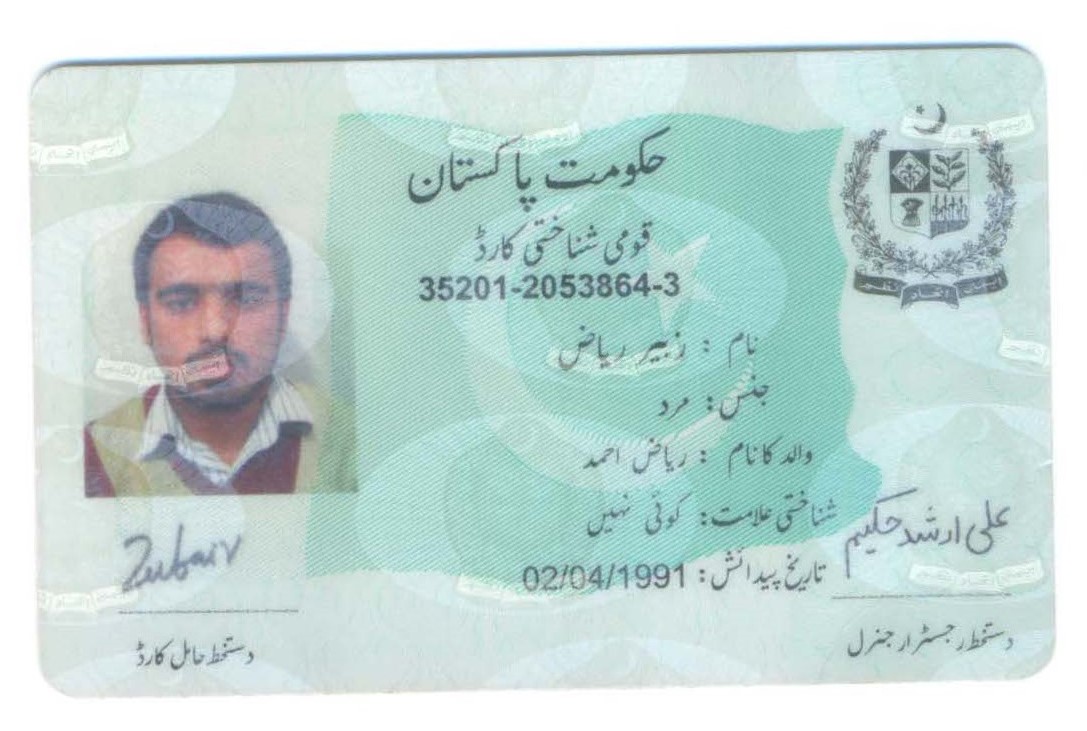 حکومت پاکستان
قومی شناختی کارڈ
35201-2053864-3
نام : زبیر ریاض
جنس: مرد
والد کا نام : ریاض احمد
شناختی علامت: کوئی نہیں
تاریخ پیدائش: 02/04/1991
Zubair
دستخط حامل کارڈ
علی ارشد حکیم
دستخط رجسٹرار جنرل